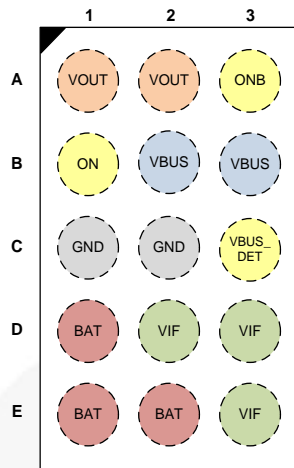 1 2 3
A VOUT VOUT ONB
B ON VBUS VBUS
C GND GND VBUS_
DET
D BAT VIF VIF
E BAT BAT VIF